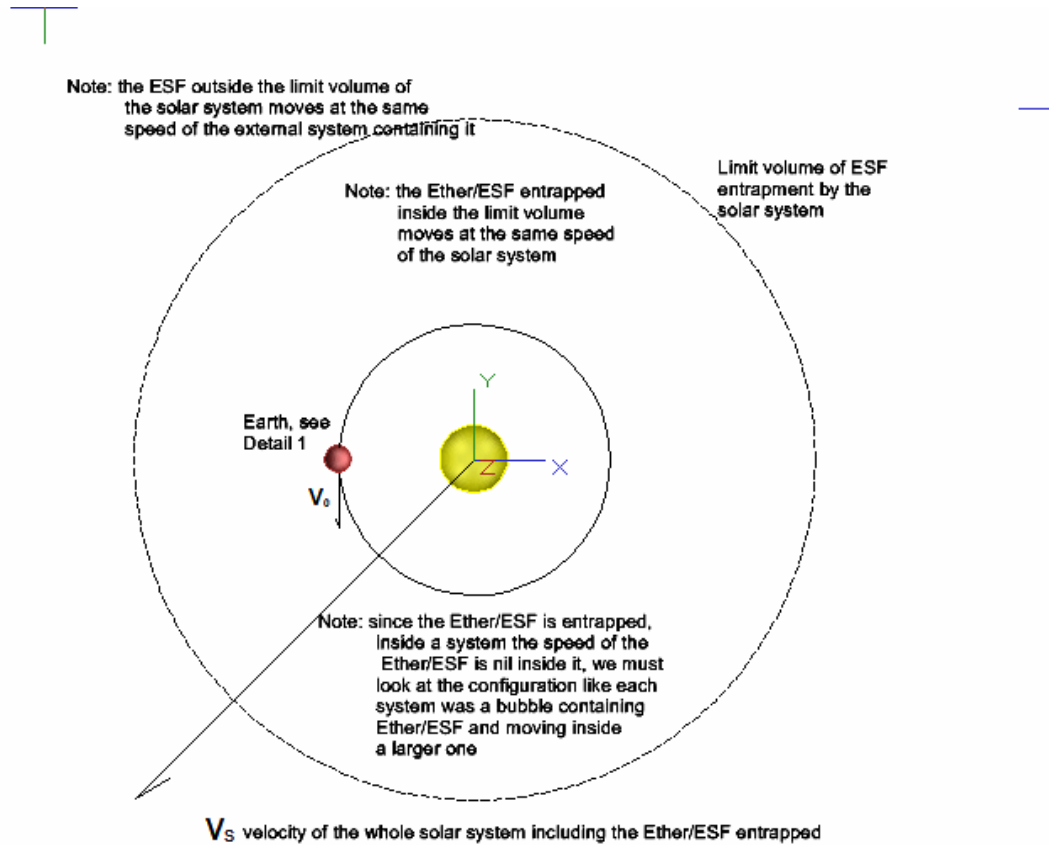 Note: the ESF outside the limit volume of
the solar system moves at the same
speed of the external system containing it
Limit volume of ESF
entrapment by the
solar system
Note: the Ether/ESF entrapped
inside the limit volume
moves at the same speed
of the solar system
Y
Earth, see
Detail 1
Z
X
V₀
Note: since the Ether/ESF is entrapped,
Inside a system the speed of the
Ether/ESF is nil inside it, we must
look at the configuration like each
system was a bubble containing
Ether/ESF and moving inside
a larger one
VS velocity of the whole solar system including the Ether/ESF entrapped